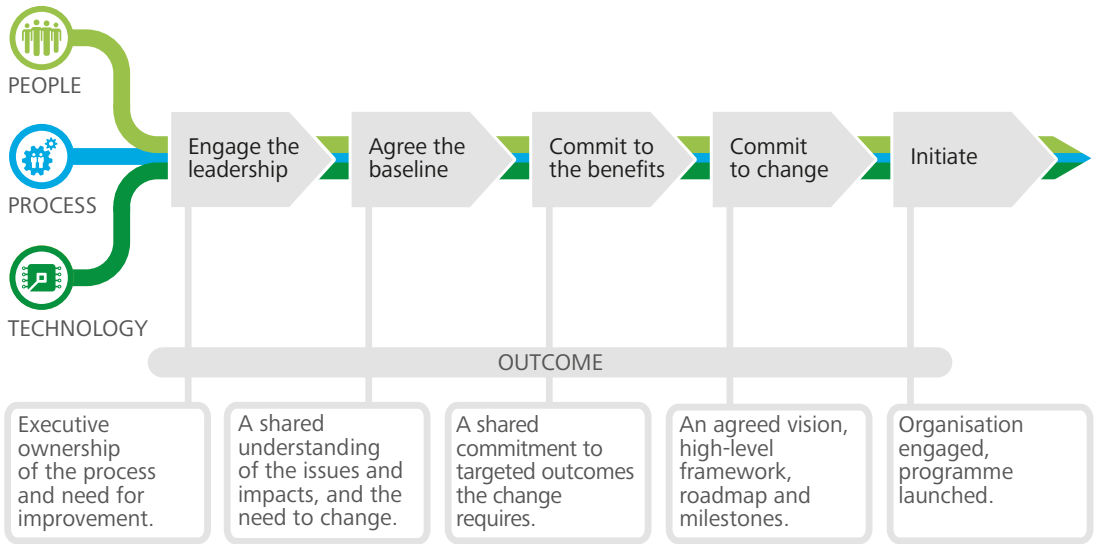 PEOPLE
PROCESS
TECHNOLOGY
Engage the
leadership
Agree the
baseline
Commit to
the benefits
Commit
to change
Initiate
OUTCOME
Executive
ownership
of the process
and need for
improvement.
A shared
understanding
of the issues and
impacts, and the
need to change.
A shared
commitment to
targeted outcomes
the change
requires.
An agreed vision,
high-level
framework,
roadmap and
milestones.
Organisation
engaged,
programme
launched.